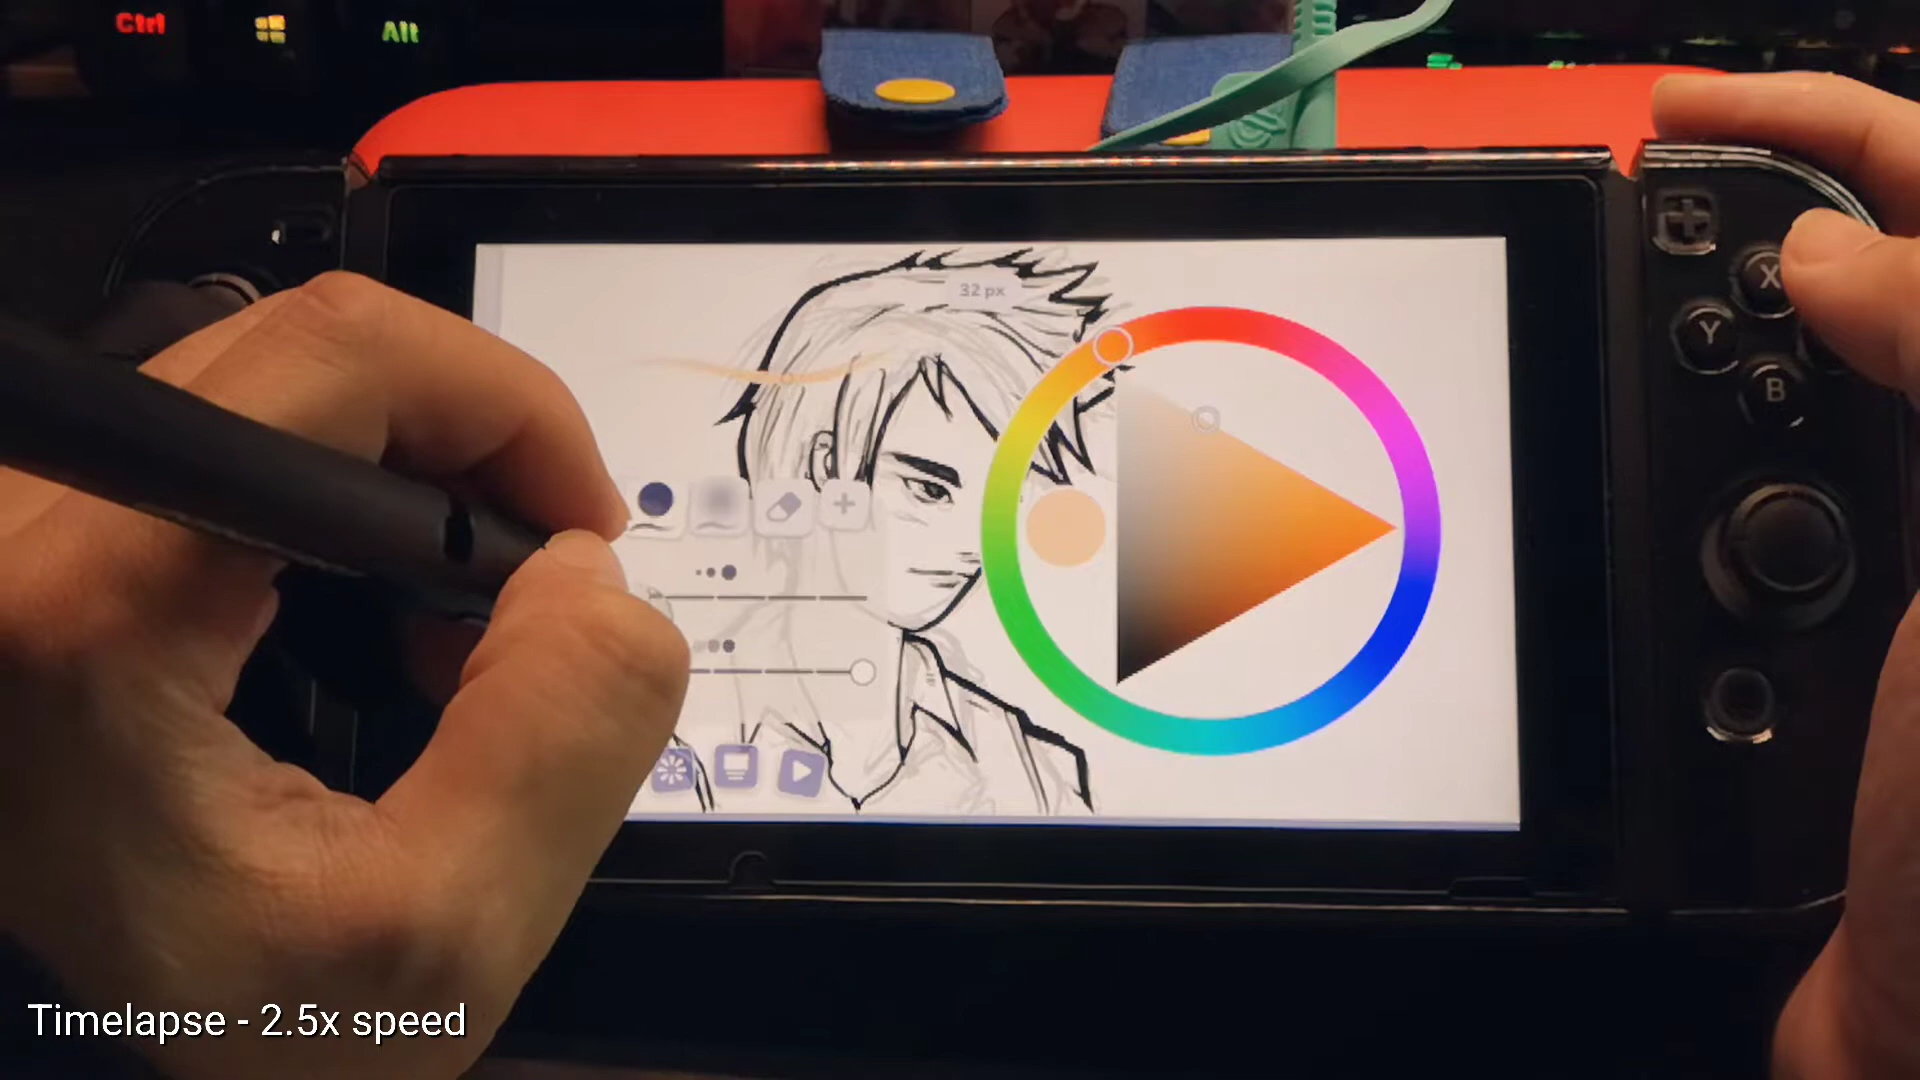 Ctrl
Alt
32 px
X
Y
B
Timelapse - 2.5x speed